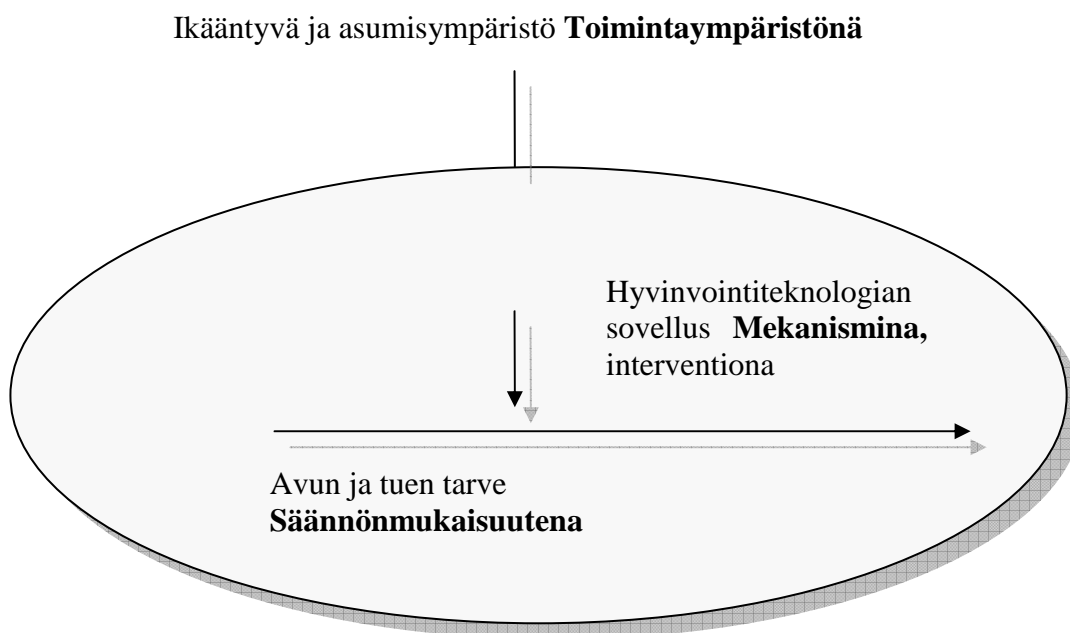 Ikääntyvä ja asumisympäristö Toimintaympäristönä
Hyvinvointiteknologian
sovellus Mekanismina,
interventiona
Avun ja tuen tarve
Säännönmukaisuutena